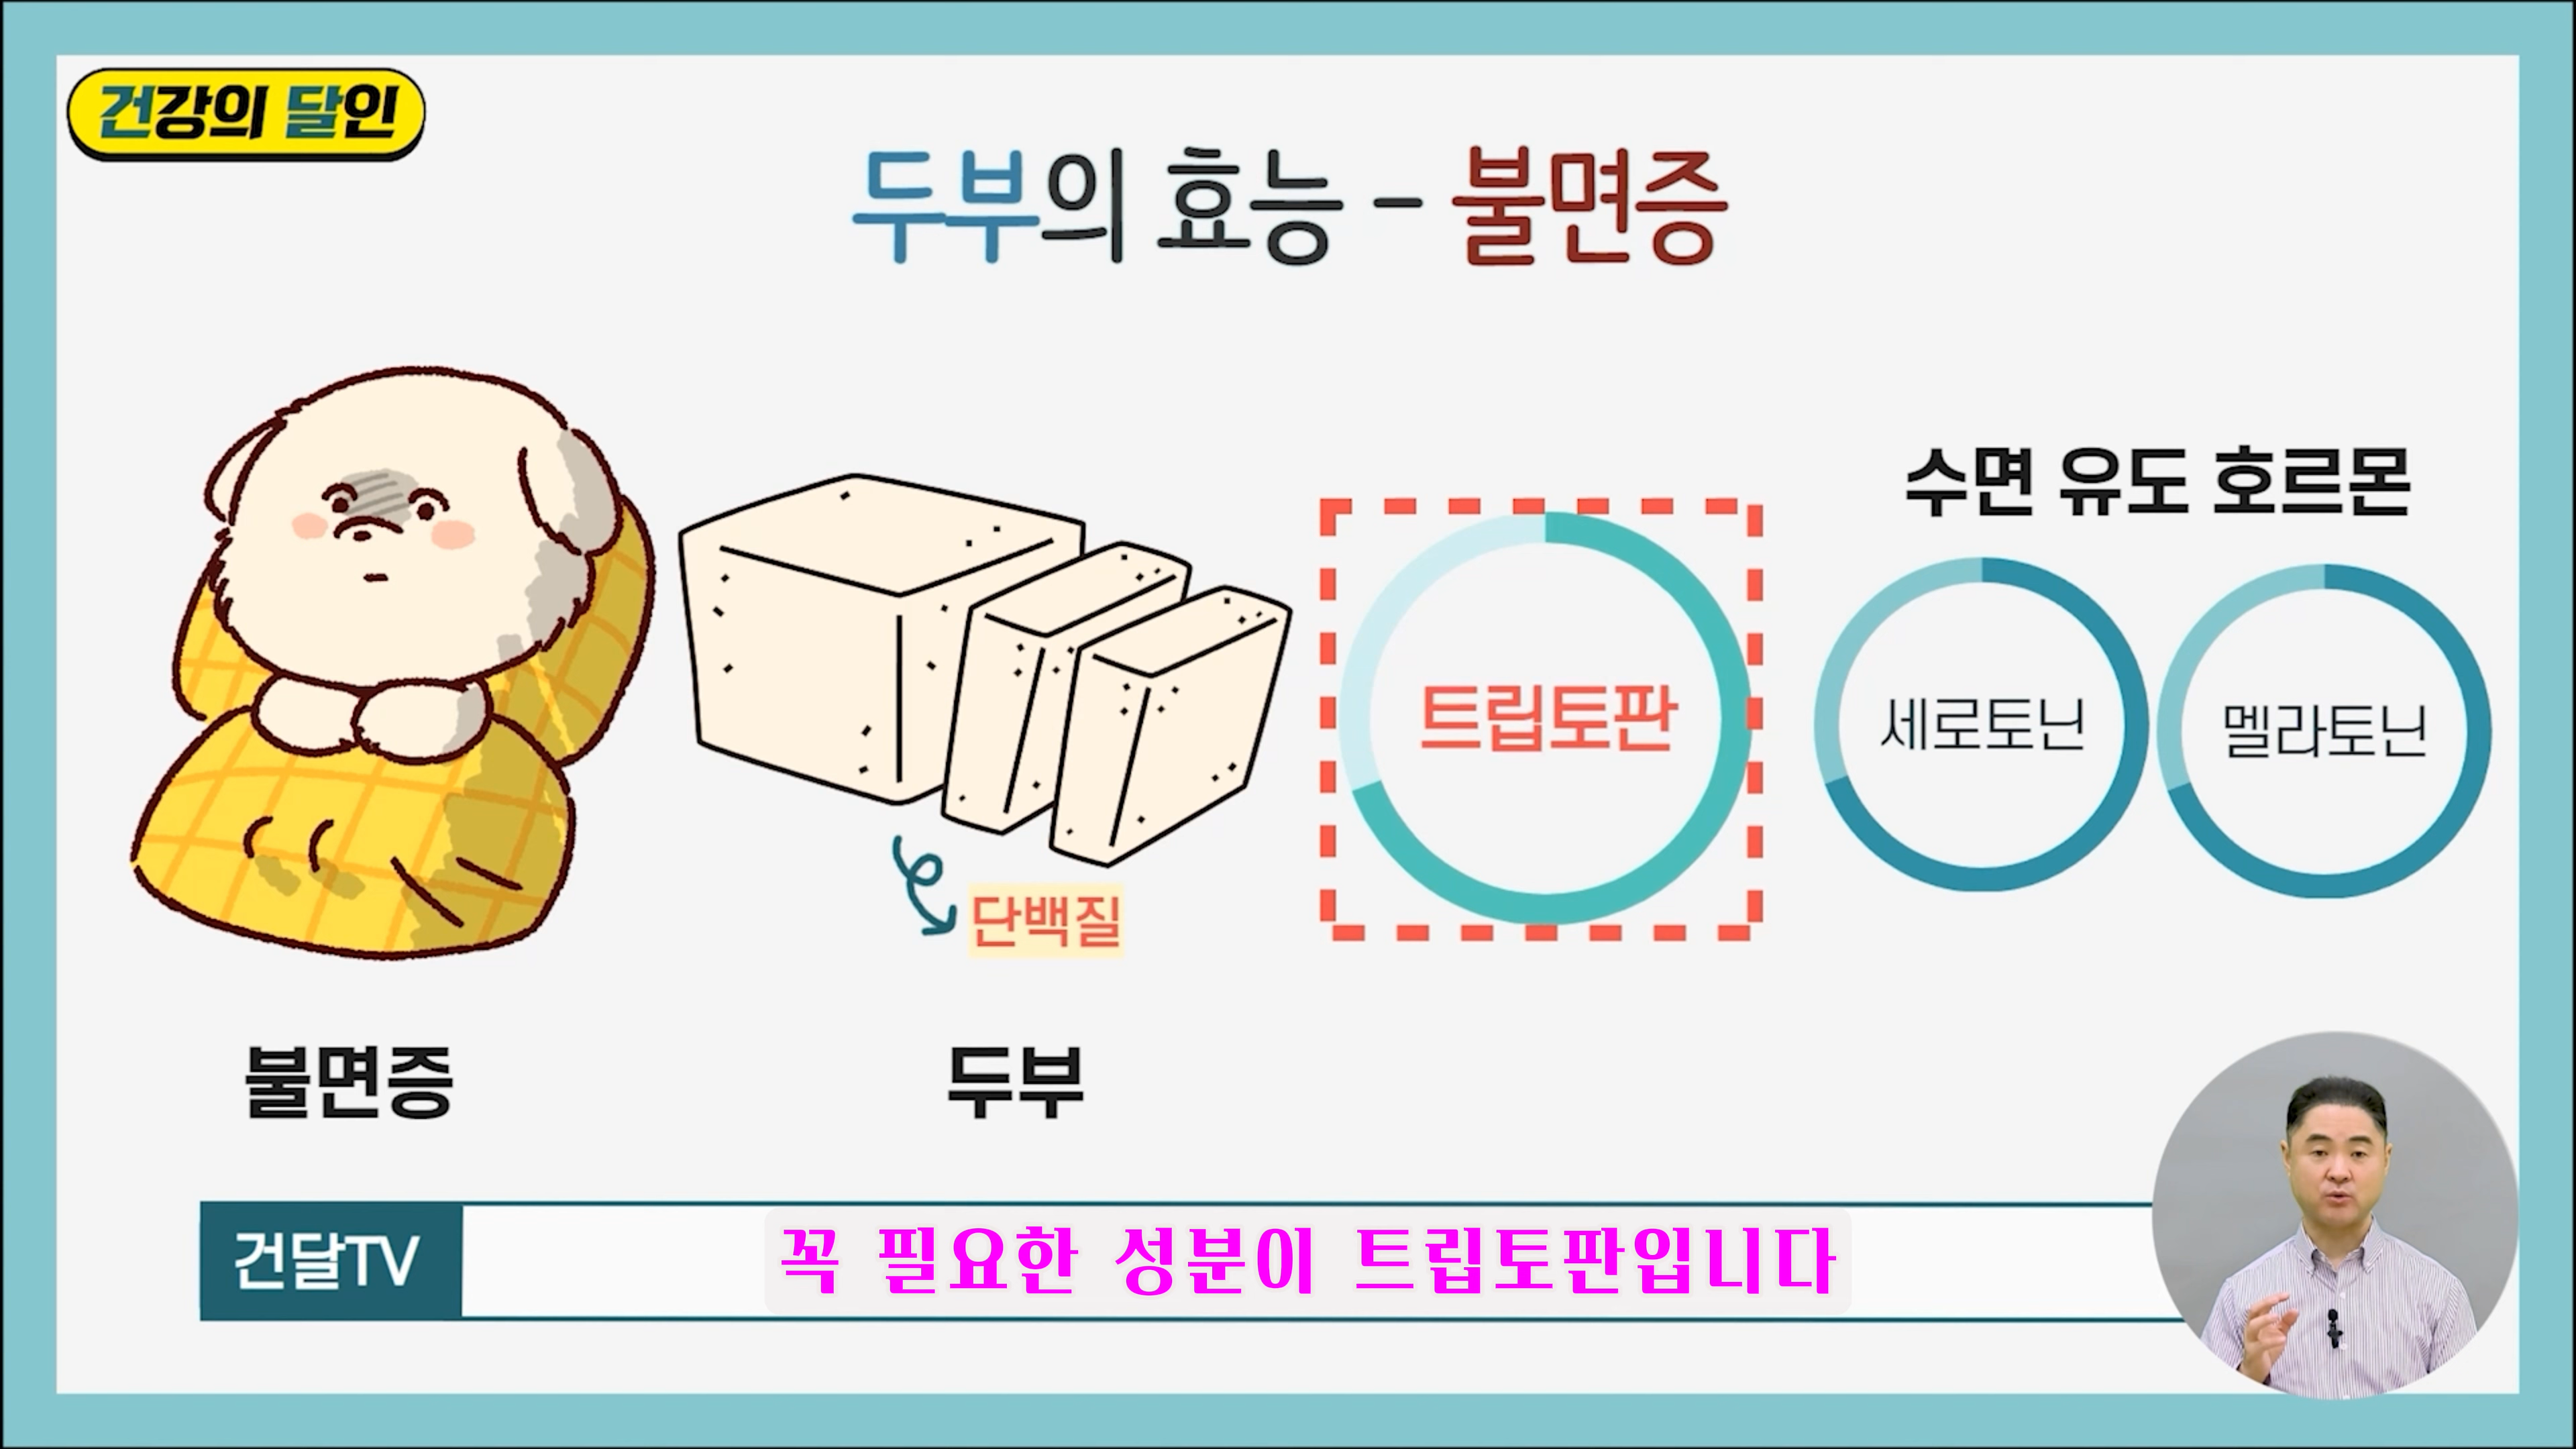 건강의 달인
두부의 효능 - 불면증
수면 유도 호르몬
트립토판
세로토닌
멜라토닌
단백질
불면증
두부
건달TV
꼭 필요한 성분이 트립토판입니다